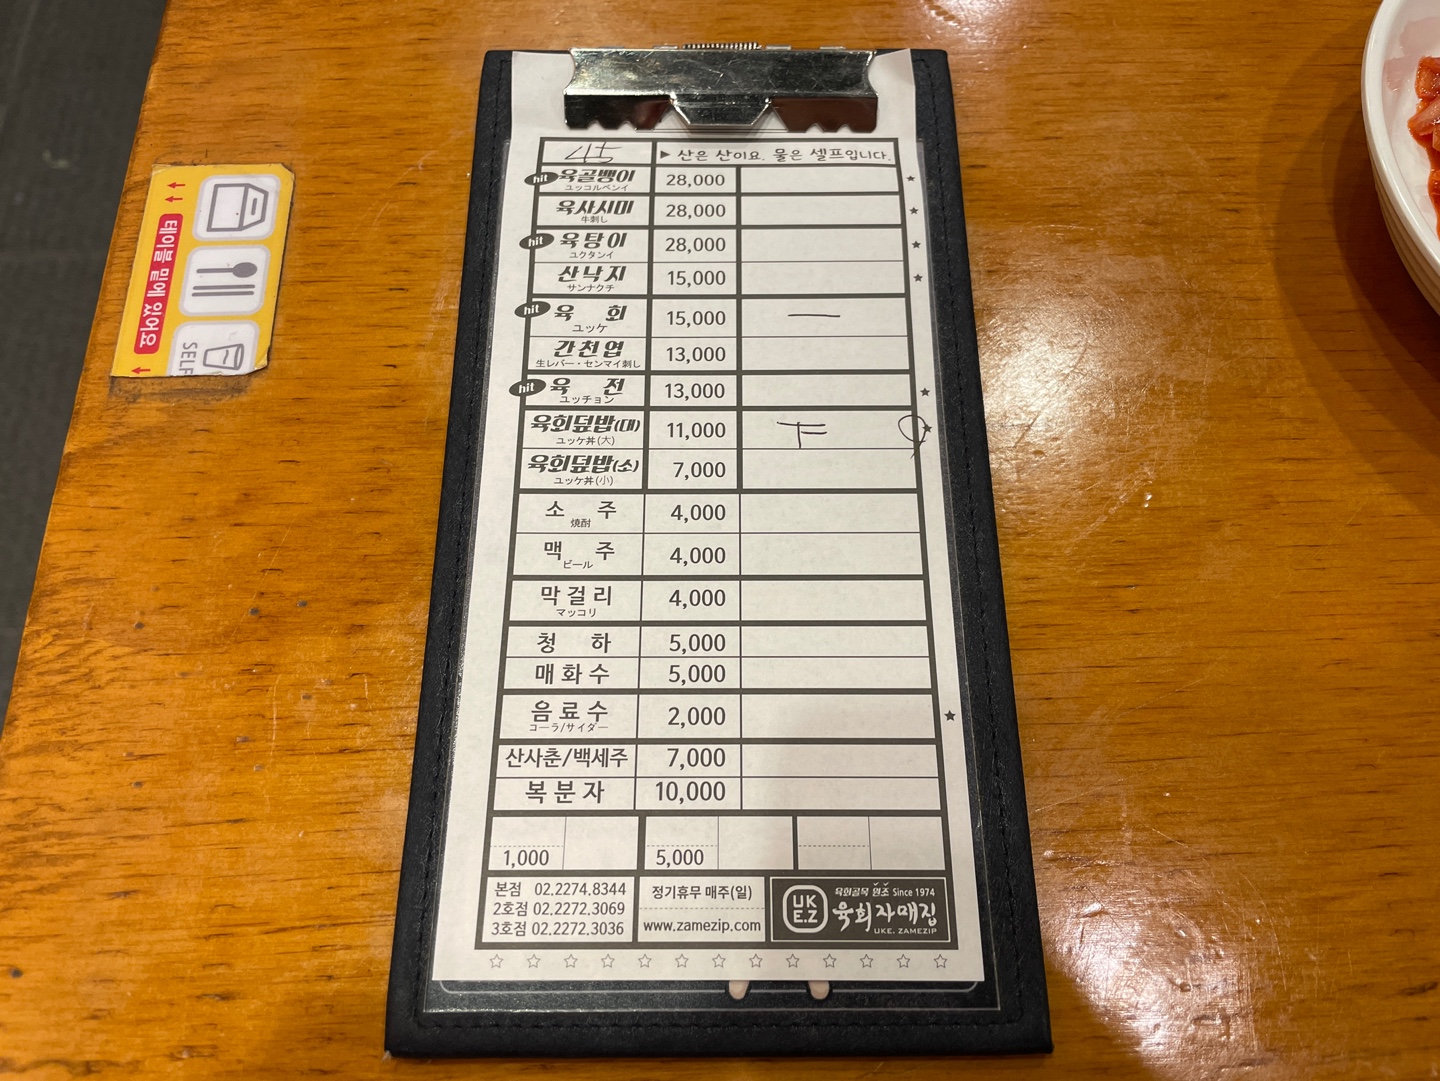 45 ▶ 산은 산이요. 물은 셀프입니다.
hit 육골뱅이 28,000
ユッコルベンイ
육사시미 28,000
牛刺し
hit 육탕이 28,000
ユクタンイ
산낙지 15,000
サンナクチ
hit 육 회 15,000 一
ユッケ
간천엽 13,000
生レバー・センマイ刺し
hit 육 전 13,000
ユッチョン
육회덮밥(대) 11,000
ユッケ丼(大)
육회덮밥(소) 7,000
ユッケ丼(小)
소 주 4,000
焼酎
맥 주 4,000
ビール
막걸리 4,000
マッコリ
청 하 5,000
매화수 5,000
음료수 2,000
コーラ/サイダー
산사춘/백세주 7,000
복분자 10,000
1,000 5,000
본점 02.2274.8344
2호점 02.2272.3069
3호점 02.2272.3036
정기휴무 매주(일)
www.zamezip.com
UK
E.Z
육회골목 원조 Since 1974
육회자매집
UKE. ZAMEZIP
테이블 밑에 있어요
SELF